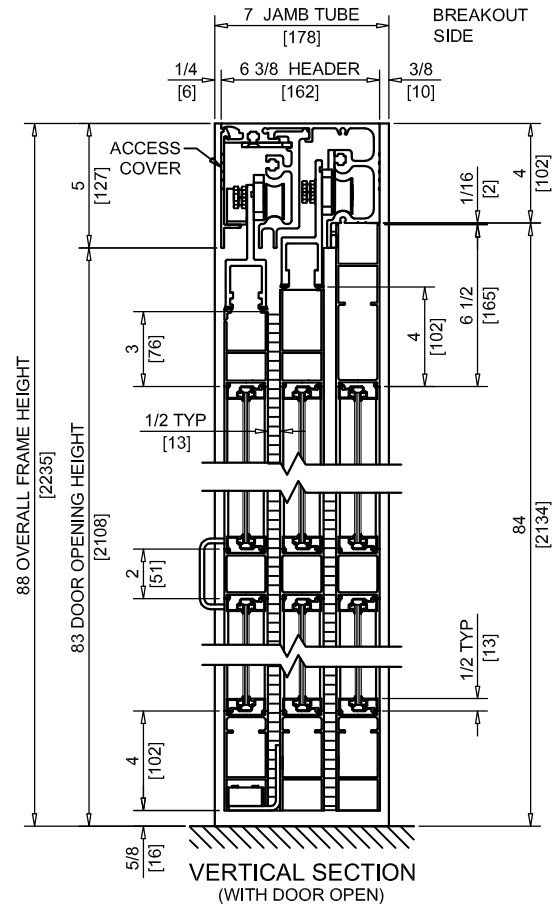 7 JAMB TUBE
[178]
BREAKOUT
SIDE
1/4
[6]
6 3/8 HEADER
[162]
3/8
[10]
ACCESS
COVER
5
[127]
4
[102]
1/16
[2]
6 1/2
[165]
4
[102]
3
[76]
1/2 TYP
[13]
88 OVERALL FRAME HEIGHT
[2235]
83 DOOR OPENING HEIGHT
[2108]
84
[2134]
2
[51]
1/2 TYP
[13]
4
[102]
5/8
[16]
VERTICAL SECTION
(WITH DOOR OPEN)